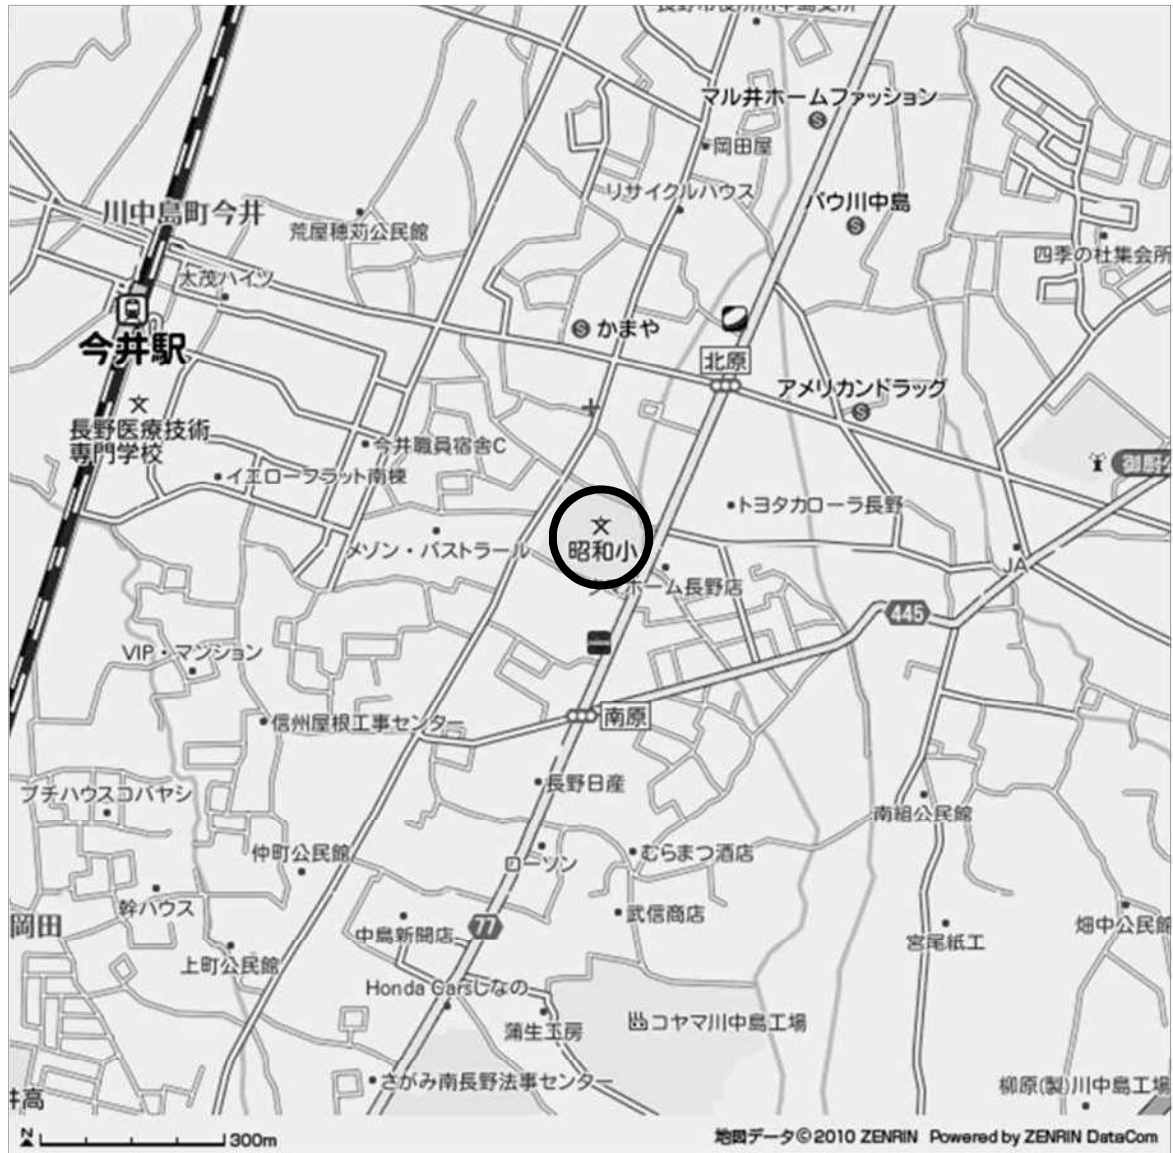 マル井ホームファッション
S
岡田屋
リサイクルハウス
バウ川中島
S
川中島町今井
荒屋穂苅公民館
四季の杜集会所
太茂ハイツ
S かまや
今井駅
北原
アメリカンドラッグ
S
長野医療技術
専門学校
今井職員宿舎C
イエローフラット南棟
トヨタカローラ長野
メゾン・パストラール
昭和小
ホーム長野店
JA
445
VIP・マンション
信州屋根工事センター
南原
長野日産
プチハウスコバヤシ
南組公民館
仲町公民館
ローソン
むらまつ酒店
幹ハウス
武信商店
岡田
77
中島新聞店
宮尾紙工
畑中公民館
上町公民館
Honda Carsしなの
蒲生工房
コヤマ川中島工場
さがみ南長野法事センター
柳原(製)川中島工場
井高
N
300m
地図データ©2010 ZENRIN Powered by ZENRIN DataCom